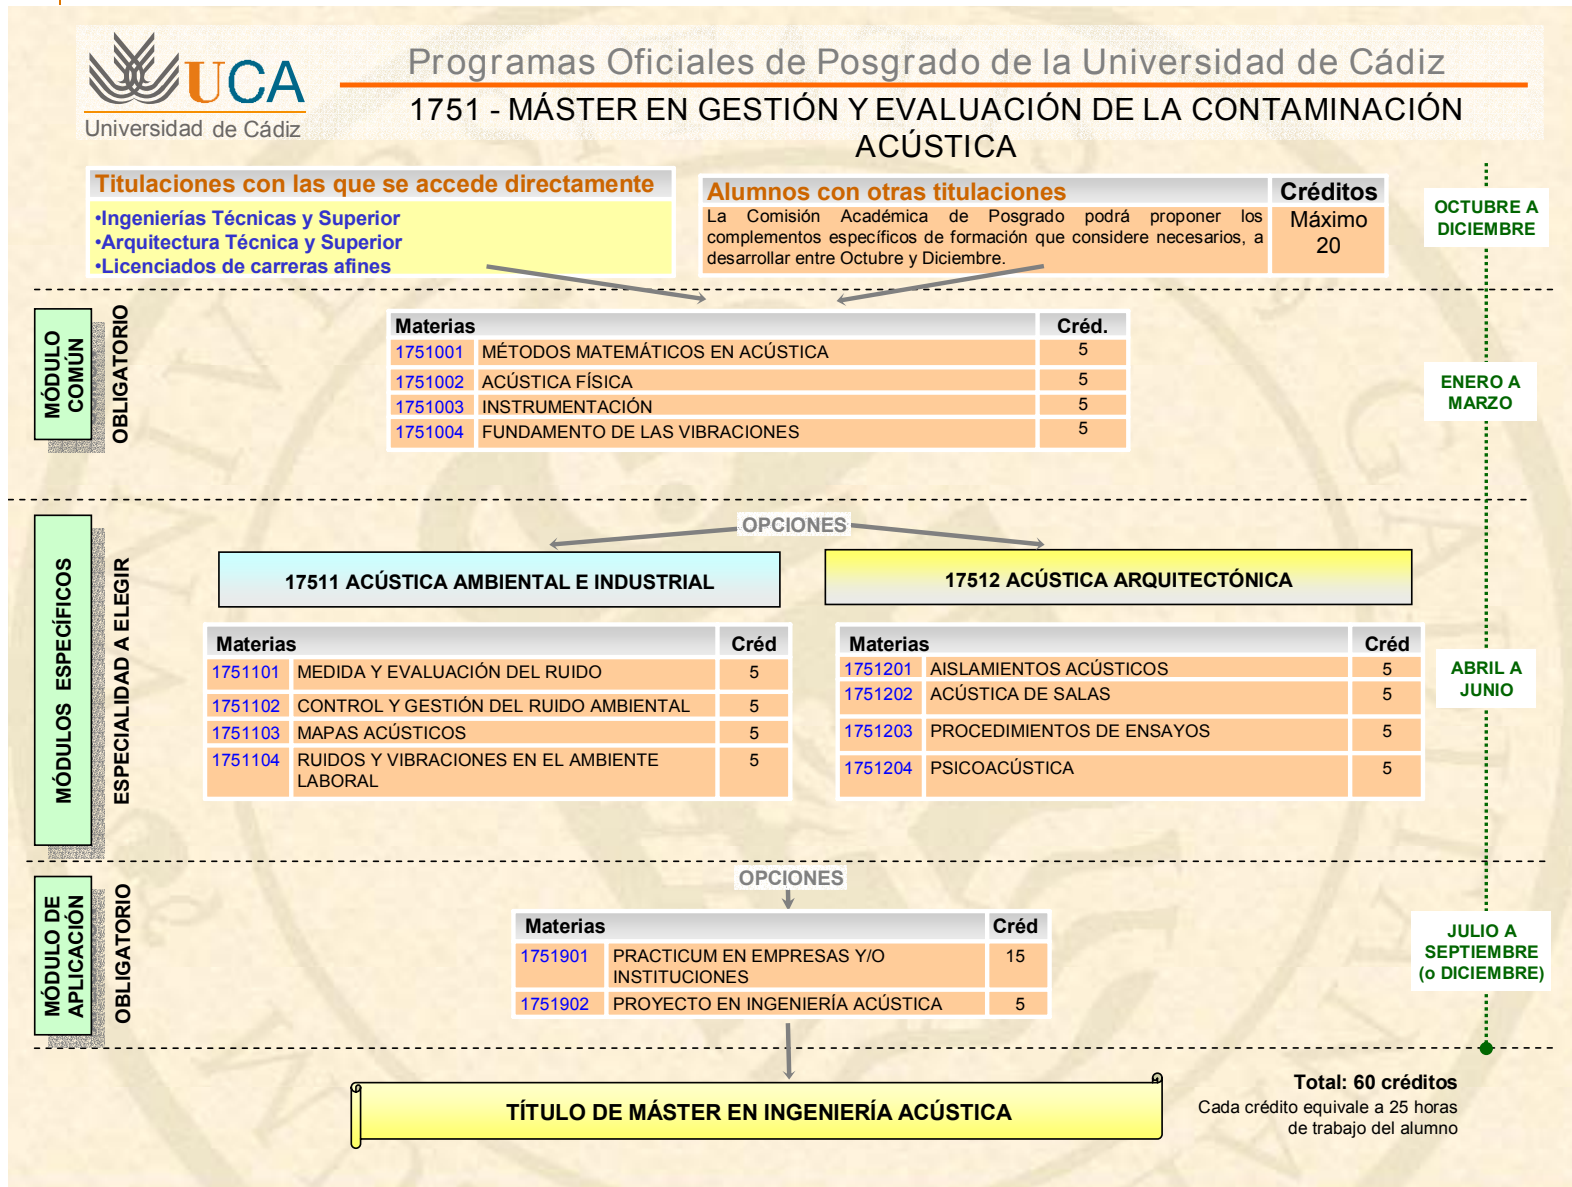 UCA
Universidad de Cádiz
Programas Oficiales de Posgrado de la Universidad de Cádiz
1751 - MÁSTER EN GESTIÓN Y EVALUACIÓN DE LA CONTAMINACIÓN
ACÚSTICA
Titulaciones con las que se accede directamente
•Ingenierías Técnicas y Superior
•Arquitectura Técnica y Superior
•Licenciados de carreras afines
Alumnos con otras titulaciones
Créditos
La Comisión Académica de Posgrado podrá proponer los
complementos específicos de formación que considere necesarios, a
desarrollar entre Octubre y Diciembre.
Máximo
20
OCTUBRE A
DICIEMBRE
MÓDULO
COMÚN
OBLIGATORIO
Materias Créd.
1751001 MÉTODOS MATEMÁTICOS EN ACÚSTICA 5
1751002 ACÚSTICA FÍSICA 5
1751003 INSTRUMENTACIÓN 5
1751004 FUNDAMENTO DE LAS VIBRACIONES 5
ENERO A
MARZO
MÓDULOS ESPECÍFICOS
ESPECIALIDAD A ELEGIR
OPCIONES
17511 ACÚSTICA AMBIENTAL E INDUSTRIAL
Materias Créd
1751101 MEDIDA Y EVALUACIÓN DEL RUIDO 5
1751102 CONTROL Y GESTIÓN DEL RUIDO AMBIENTAL 5
1751103 MAPAS ACÚSTICOS 5
1751104 RUIDOS Y VIBRACIONES EN EL AMBIENTE 5
LABORAL
17512 ACÚSTICA ARQUITECTÓNICA
Materias Créd
1751201 AISLAMIENTOS ACÚSTICOS 5
1751202 ACÚSTICA DE SALAS 5
1751203 PROCEDIMIENTOS DE ENSAYOS 5
1751204 PSICOACÚSTICA 5
ABRIL A
JUNIO
MÓDULO DE
APLICACIÓN
OBLIGATORIO
OPCIONES
Materias Créd
1751901 PRACTICUM EN EMPRESAS Y/O 15
INSTITUCIONES
1751902 PROYECTO EN INGENIERÍA ACÚSTICA 5
JULIO A
SEPTIEMBRE
(o DICIEMBRE)
TÍTULO DE MÁSTER EN INGENIERÍA ACÚSTICA
Total: 60 créditos
Cada crédito equivale a 25 horas
de trabajo del alumno